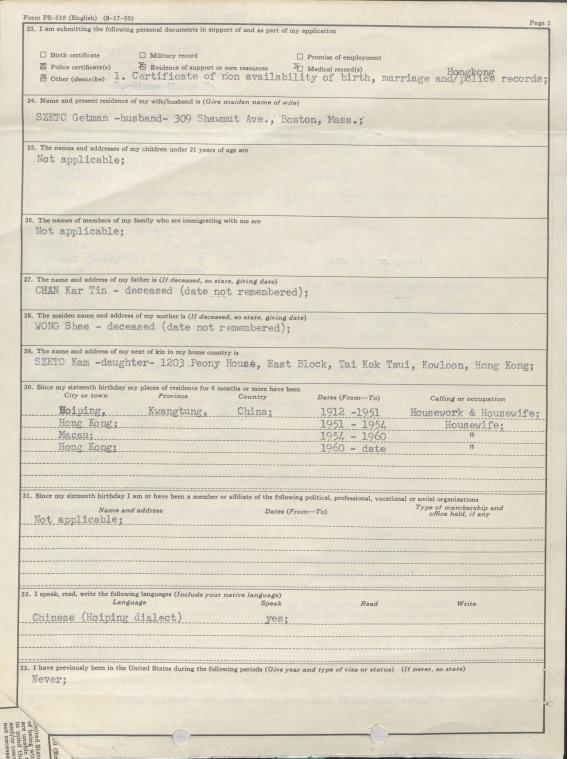 Form FS-510 (English) (8-17-59)
Page 2
23. I am submitting the following personal documents in support of and as part of my application
Birth certificate Military record Promise of employment
Police certificate(s) Evidence of support or own resources Medical record(s)
Hongkong
Other (describe) 1. Certificate of non availability of birth, marriage and/police records;
24. Name and present residence of my wife/husband is (Give maiden name of wife)
SZETO Getman -husband- 309 Shawmut Ave., Boston, Mass.;
25. The names and addresses of my children under 21 years of age are
Not applicable;
26. The names of members of my family who are immigrating with me are
Not applicable;
27. The name and address of my father is (If deceased, so state, giving date)
CHAN Kar Tin - deceased (date not remembered);
28. The maiden name and address of my mother is (If deceased, so state, giving date)
WONG Shee - deceased (date not remembered);
29. The name and address of my next of kin in my home country is
SZETO Kam -daughter- 1203 Peony House, East Block, Tai Kok Tsui, Kowloon, Hong Kong;
30. Since my sixteenth birthday my places of residence for 6 months or more have been
City or town Province Country Dates (From—To) Calling or occupation
Hoiping, Kwangtung, China; 1912 -1951 Housework & Housewife;
Hong Kong; 1951 - 1954 Housewife;
Macau; 1954 - 1960 "
Hong Kong; 1960 - date "
31. Since my sixteenth birthday I am or have been a member or affiliate of the following political, professional, vocational or social organizations
Name and address Dates (From—To) Type of membership and office held, if any
Not applicable;
32. I speak, read, write the following languages (Include your native language)
Language Speak Read Write
Chinese (Hoiping dialect) yes;
33. I have previously been in the United States during the following periods (Give year and type of visa or status) (If never, so state)
Never;